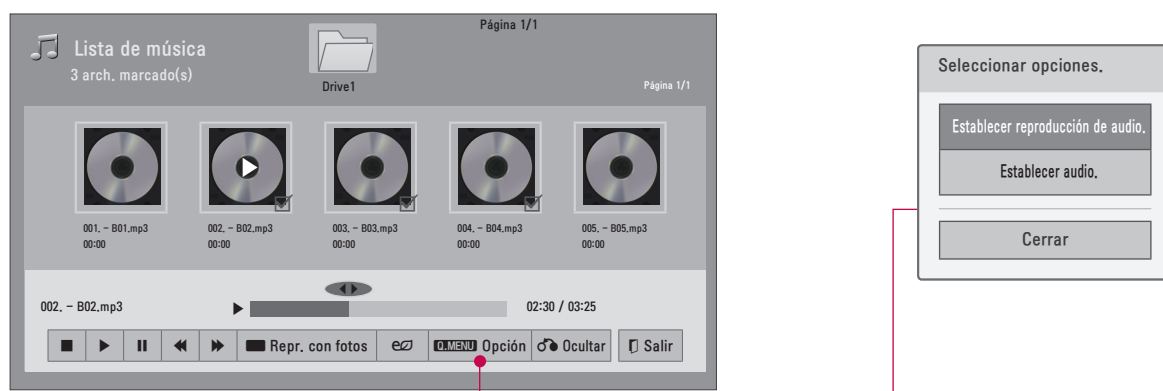 Página 1/1
Lista de música
3 arch. marcado(s)
Drive1
Página 1/1
001. - B01.mp3
00:00
002. - B02.mp3
00:00
003. - B03.mp3
00:00
004. - B04.mp3
00:00
005. - B05.mp3
00:00
002. - B02.mp3
02:30 / 03:25
Repr. con fotos
e
Q.MENU Opción
Ocultar
Salir
Seleccionar opciones.
Establecer reproducción de audio.
Establecer audio.
Cerrar